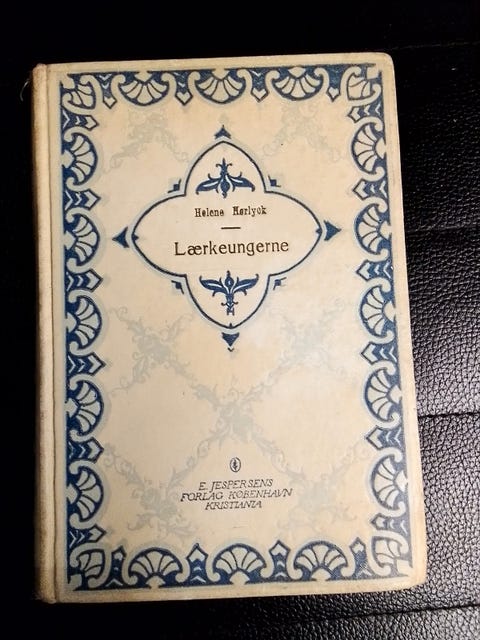 Helene Hørlyck
Lærkeungerne
E. JESPERSENS
FORLAG KØBENHAVN
KRISTIANIA